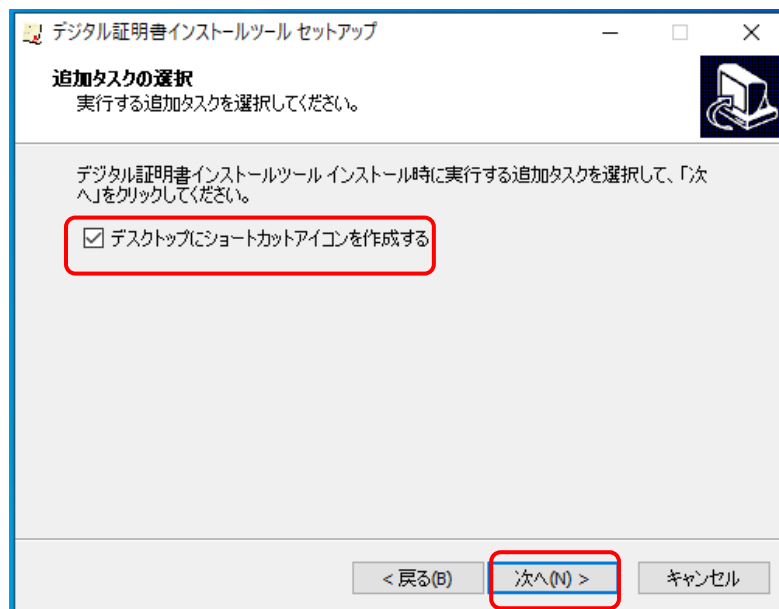 デジタル証明書インストールツール セットアップ
追加タスクの選択
実行する追加タスクを選択してください。
デジタル証明書インストールツール インストール時に実行する追加タスクを選択して、「次
へ」をクリックしてください。
デスクトップにショートカットアイコンを作成する
< 戻る(B) 次へ(N) > キャンセル